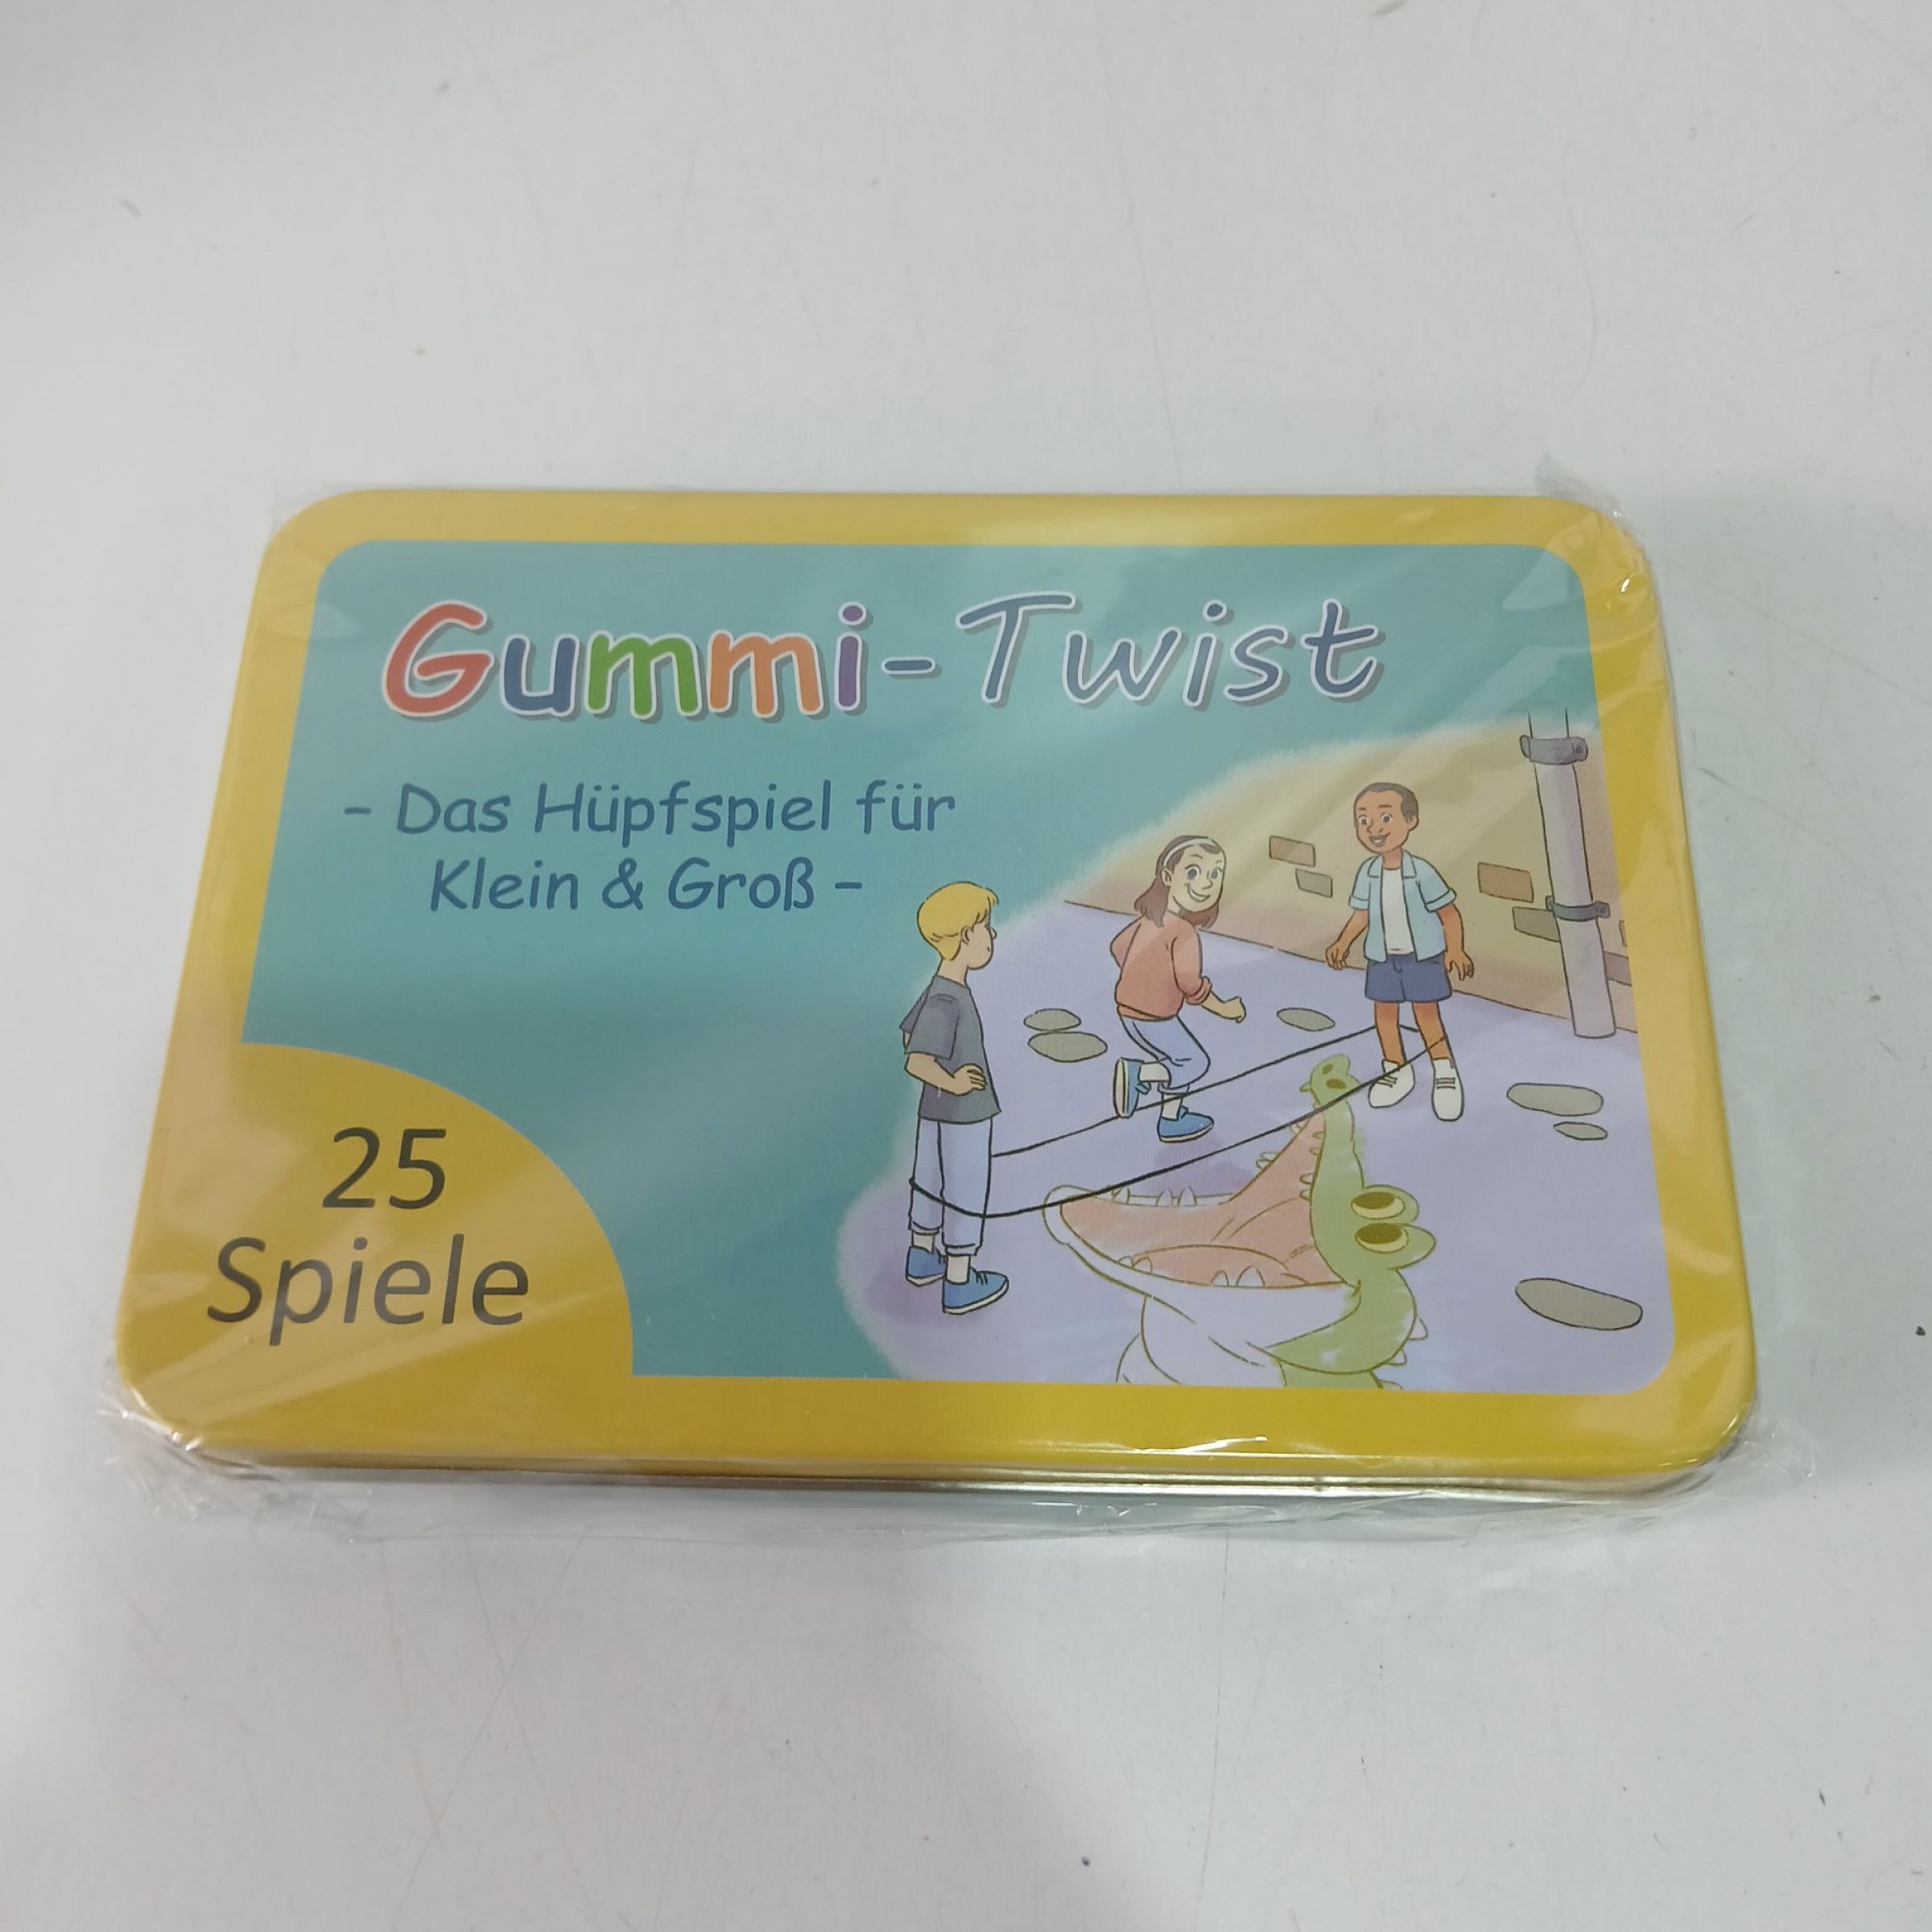 Gummi-Twist
- Das Hüpfspiel für
Klein & Groß -
25
Spiele